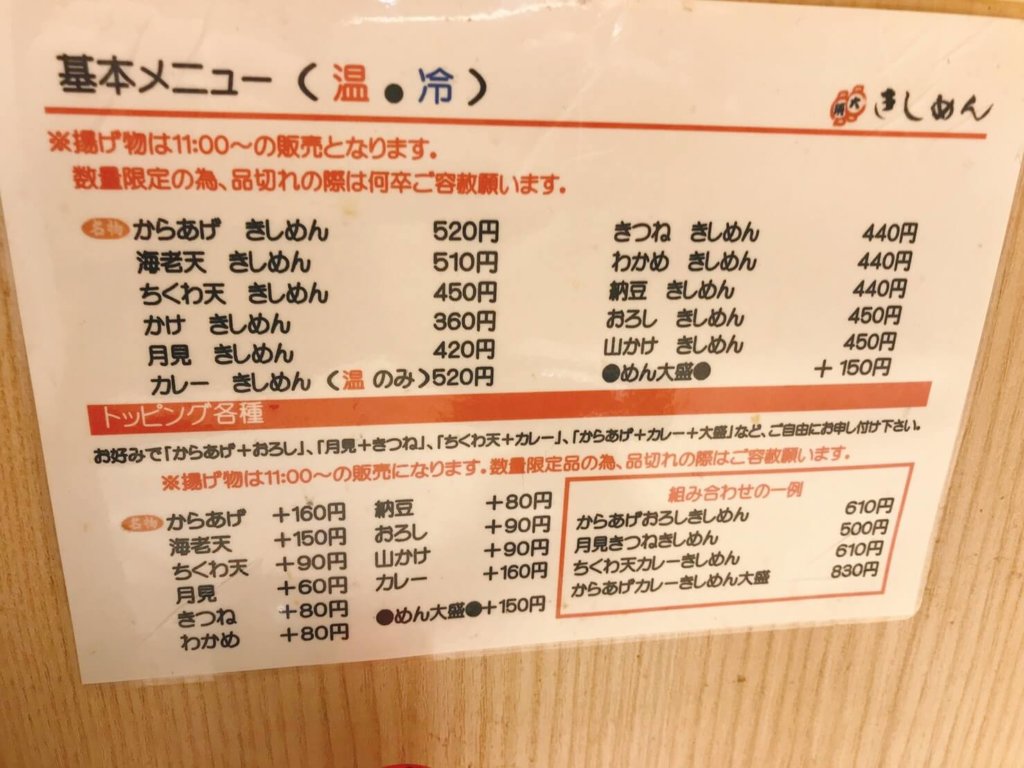 基本メニュー(温●冷)
大 きしめん
※揚げ物は11:00～の販売となります。
数量限定の為、品切れの際は何卒ご容赦願います。
名物 からあげ きしめん 520円
海老天 きしめん 510円
ちくわ天 きしめん 450円
かけ きしめん 360円
月見 きしめん 420円
カレー きしめん (温 のみ) 520円
きつね きしめん 440円
わかめ きしめん 440円
納豆 きしめん 440円
おろし きしめん 450円
山かけ きしめん 450円
●めん大盛● ＋150円
トッピング各種
お好みで「からあげ＋おろし」、「月見＋きつね」、「ちくわ天＋カレー」、「からあげ＋カレー＋大盛」など、ご自由にお申し付け下さい。
※揚げ物は11:00～の販売になります。数量限定品の為、品切れの際はご容赦願います。
名物 からあげ ＋160円
海老天 ＋150円
ちくわ天 ＋90円
月見 ＋60円
きつね ＋80円
わかめ ＋80円
納豆 ＋80円
おろし ＋90円
山かけ ＋90円
カレー ＋160円
●めん大盛●＋150円
組み合わせの一例
からあげおろしきしめん 610円
月見きつねきしめん 500円
ちくわ天カレーきしめん 610円
からあげカレーきしめん大盛 830円